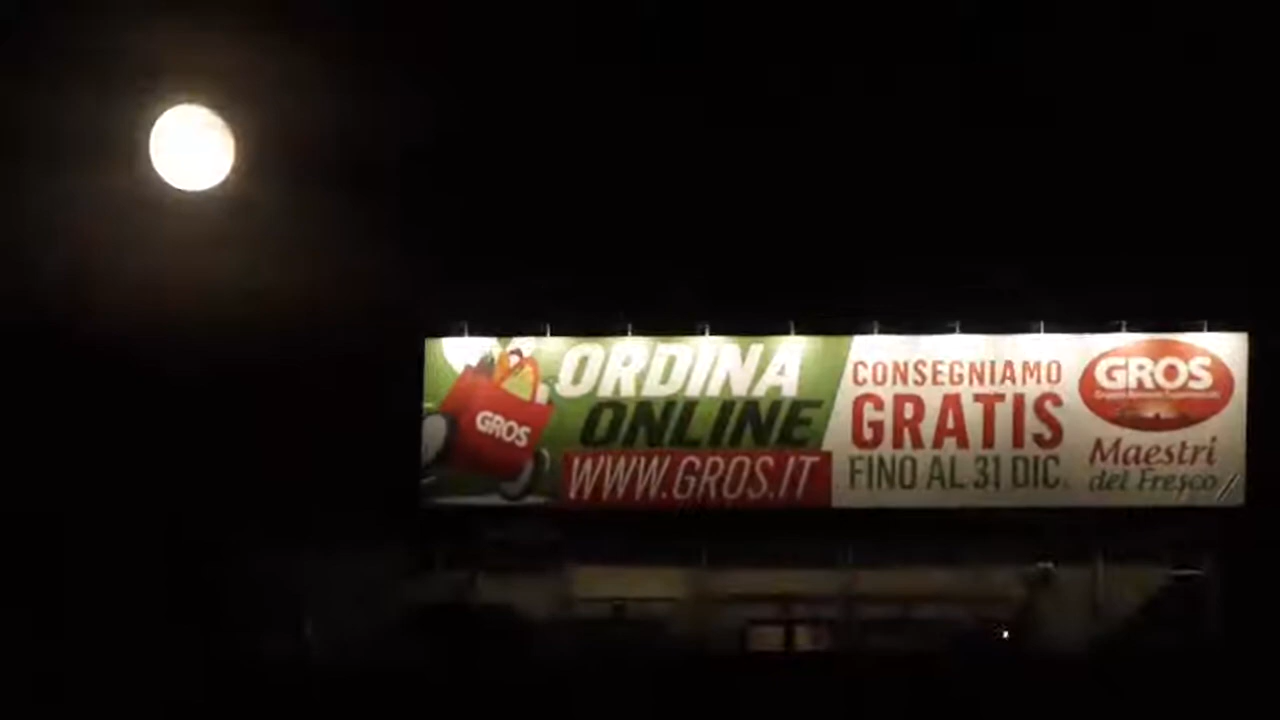 ORDINA
ONLINE
WWW.GROS.IT
GROS
CONSEGNIAMO
GRATIS
FINO AL 31 DIC.
GROS
Maestri
del Fresco